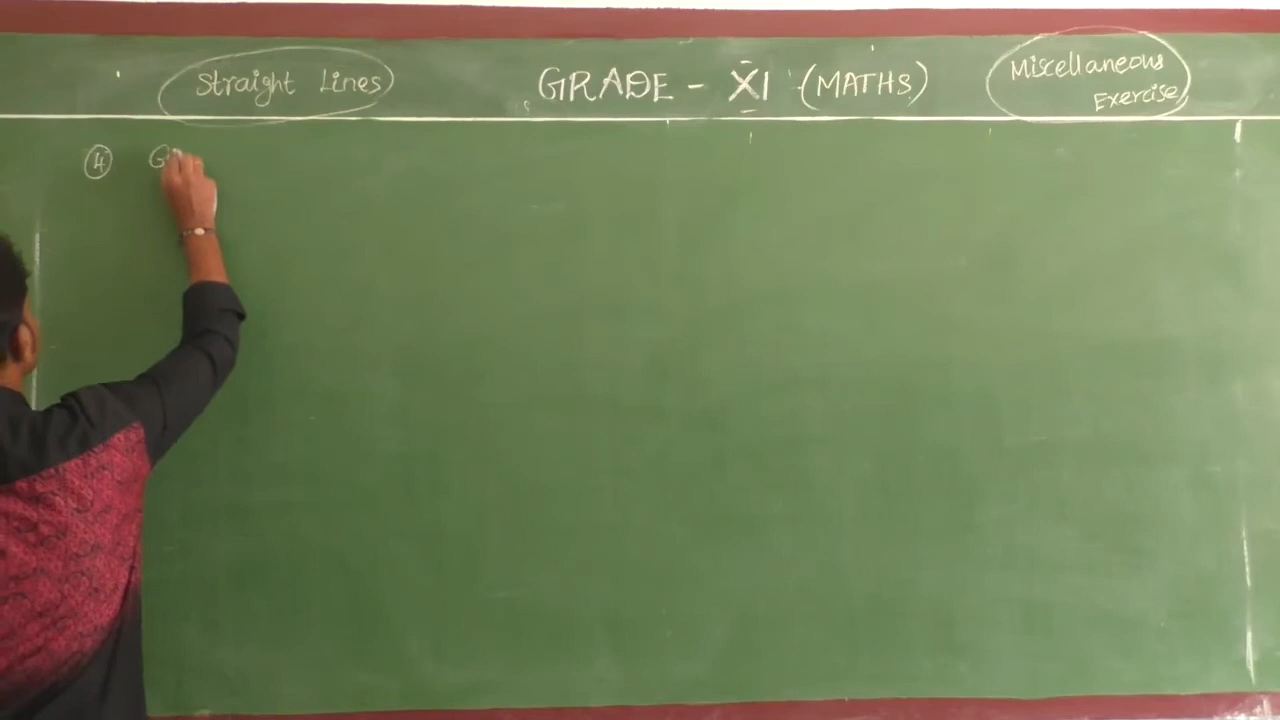 Straight Lines
GRADE - XI (MATHS)
Miscellaneous
Exercise
4